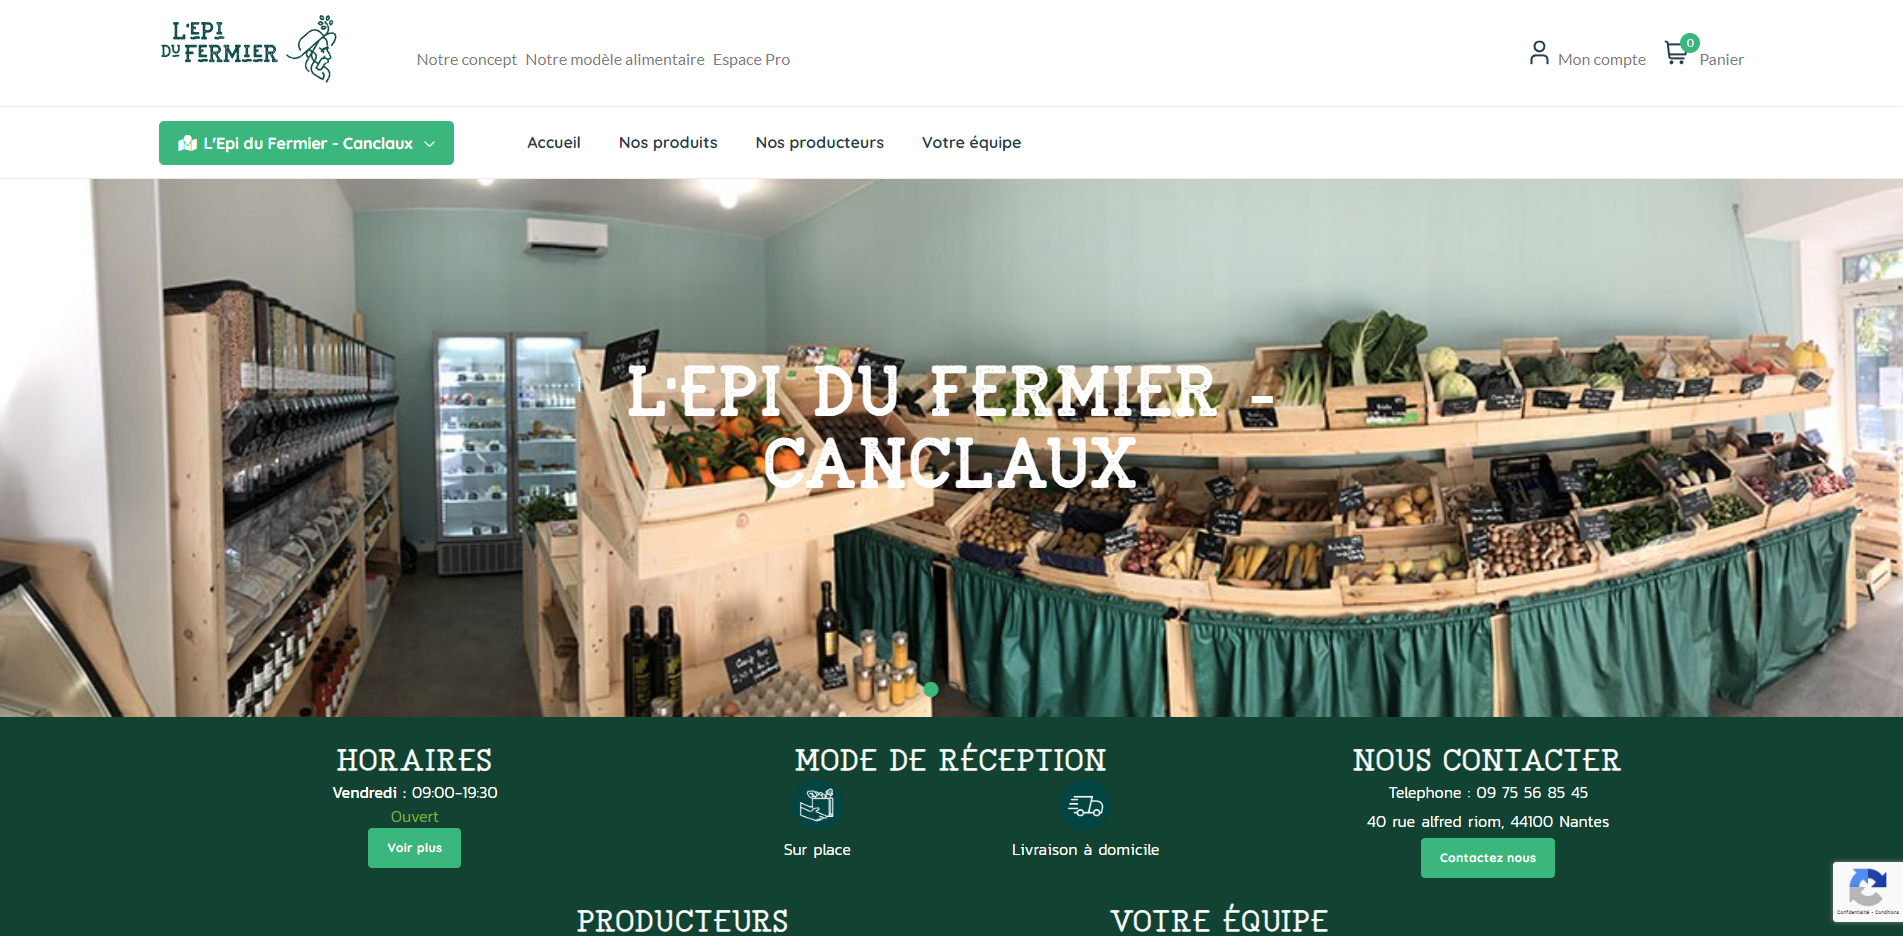 L'EPI
DU FERMIER
Notre concept Notre modèle alimentaire Espace Pro
Mon compte
0
Panier
L'Epi du Fermier - Canclaux
Accueil
Nos produits
Nos producteurs
Votre équipe
L'EPI DU FERMIER -
CANCLAUX
HORAIRES
Vendredi : 09:00-19:30
Ouvert
Voir plus
MODE DE RÉCEPTION
Sur place
Livraison à domicile
NOUS CONTACTER
Telephone : 09 75 56 85 45
40 rue alfred riom, 44100 Nantes
Contactez nous
Confidentialité - Conditions
PRODUCTEURS
VOTRE ÉQUIPE